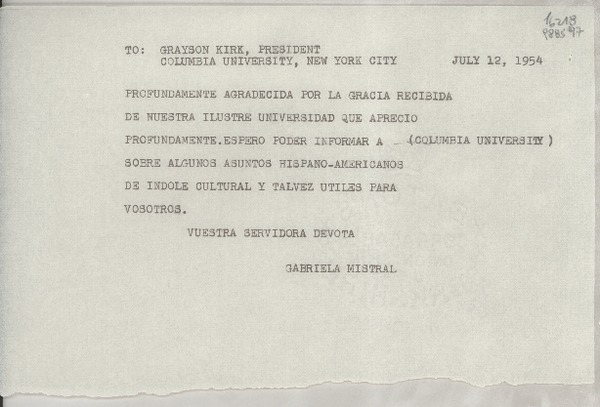 16218
988597
TO: GRAYSON KIRK, PRESIDENT
COLUMBIA UNIVERSITY, NEW YORK CITY JULY 12, 1954
PROFUNDAMENTE AGRADECIDA POR LA GRACIA RECIBIDA
DE NUESTRA ILUSTRE UNIVERSIDAD QUE APRECIO
PROFUNDAMENTE.ESPERO PODER INFORMAR A (COLUMBIA UNIVERSITY)
SOBRE ALGUNOS ASUNTOS HISPANO-AMERICANOS
DE INDOLE CULTURAL Y TALVEZ UTILES PARA
VOSOTROS.
VUESTRA SERVIDORA DEVOTA
GABRIELA MISTRAL